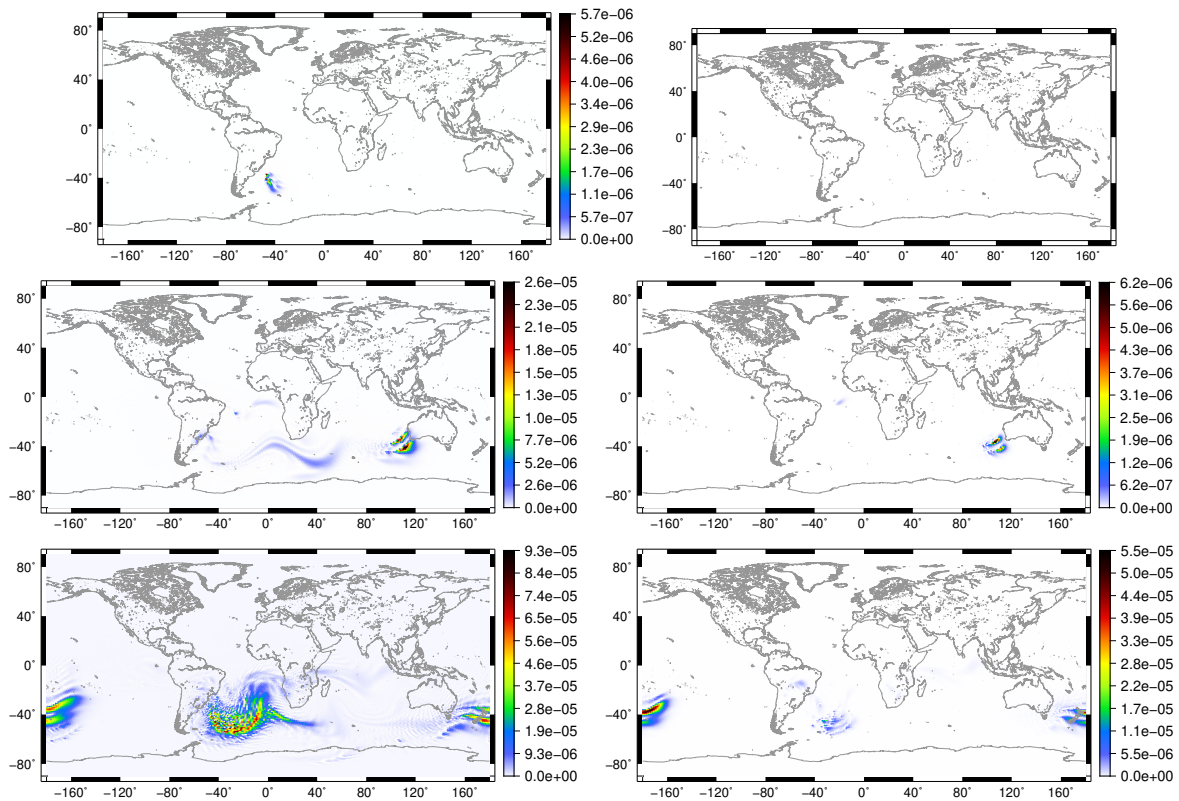 80°
40°
0°
−40°
−80°
−160° −120° −80° −40° 0° 40° 80° 120° 160°
5.7e−06
5.2e−06
4.6e−06
4.0e−06
3.4e−06
2.9e−06
2.3e−06
1.7e−06
1.1e−06
5.7e−07
0.0e+00
80°
40°
0°
−40°
−80°
−160° −120° −80° −40° 0° 40° 80° 120° 160°
80°
40°
0°
−40°
−80°
−160° −120° −80° −40° 0° 40° 80° 120° 160°
2.6e−05
2.3e−05
2.1e−05
1.8e−05
1.5e−05
1.3e−05
1.0e−05
7.7e−06
5.2e−06
2.6e−06
0.0e+00
80°
40°
0°
−40°
−80°
−160° −120° −80° −40° 0° 40° 80° 120° 160°
6.2e−06
5.6e−06
5.0e−06
4.3e−06
3.7e−06
3.1e−06
2.5e−06
1.9e−06
1.2e−06
6.2e−07
0.0e+00
80°
40°
0°
−40°
−80°
−160° −120° −80° −40° 0° 40° 80° 120° 160°
9.3e−05
8.4e−05
7.4e−05
6.5e−05
5.6e−05
4.6e−05
3.7e−05
2.8e−05
1.9e−05
9.3e−06
0.0e+00
80°
40°
0°
−40°
−80°
−160° −120° −80° −40° 0° 40° 80° 120° 160°
5.5e−05
5.0e−05
4.4e−05
3.9e−05
3.3e−05
2.8e−05
2.2e−05
1.7e−05
1.1e−05
5.5e−06
0.0e+00